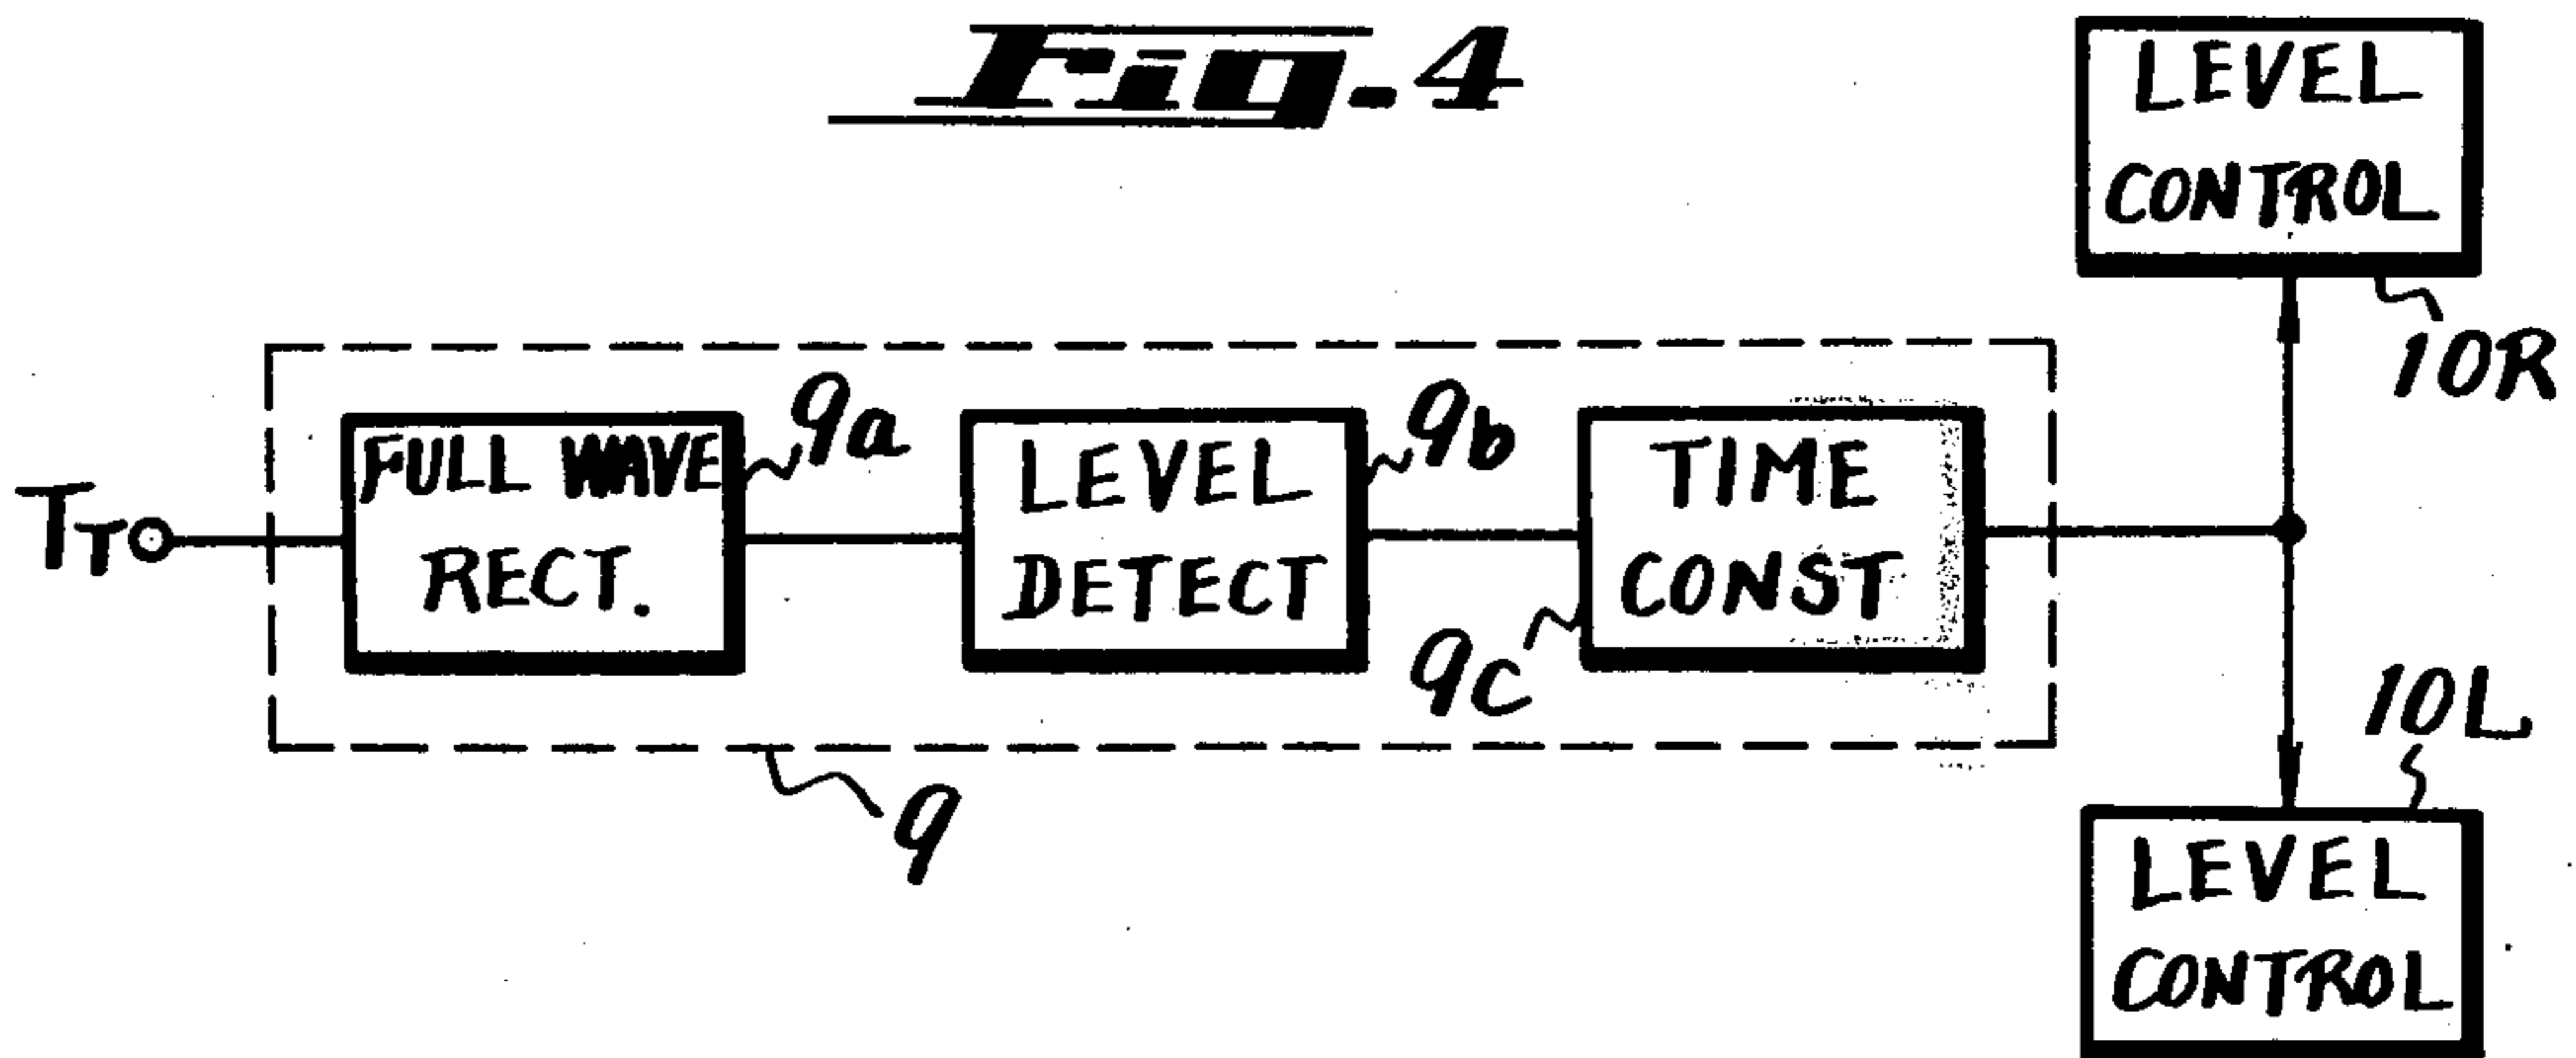 Fig-4
LEVEL
CONTROL
10R
TT
FULL WAVE
RECT.
9a
LEVEL
DETECT
9b
TIME
CONST
9c
9
10L
LEVEL
CONTROL